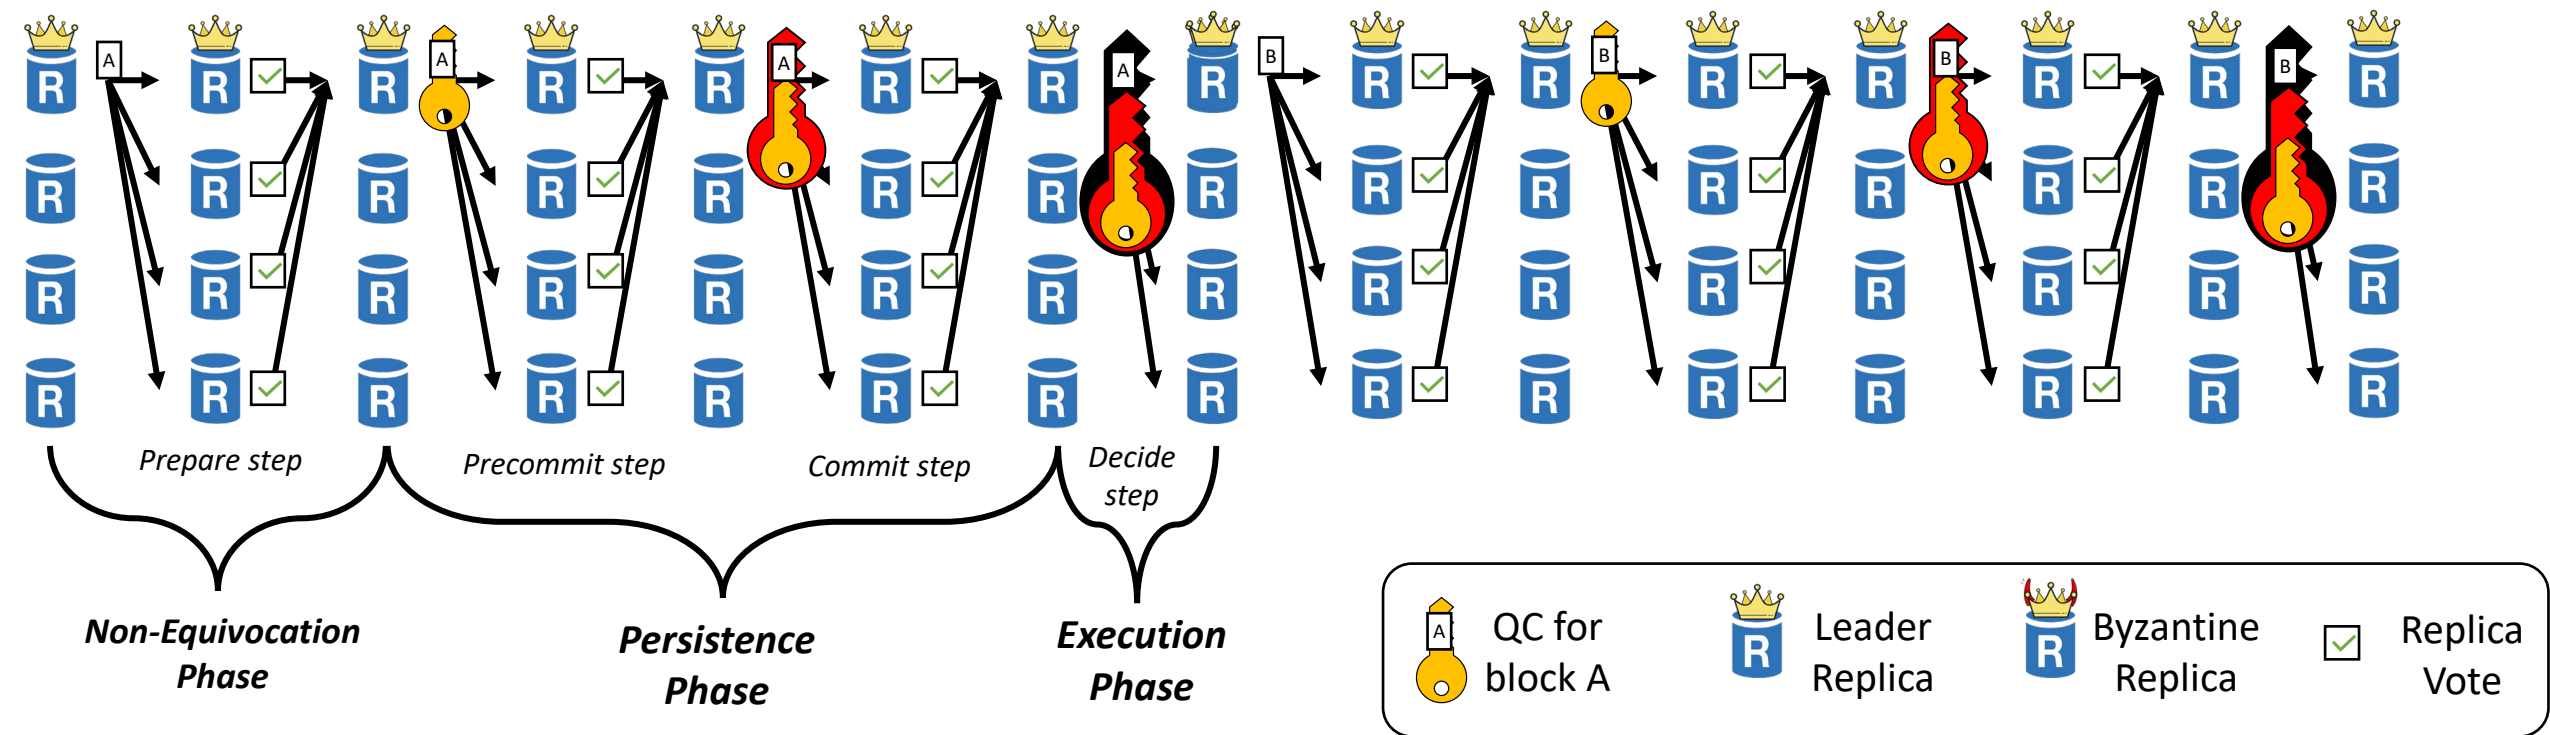 R A R R A R R A R R A R B R R B R R B R R B R
R R R R R R R R R R R R R R R
R R R R R R R R R R R R R R R
R R R R R R R R R R R R R R R
Prepare step
Precommit step
Commit step
Decide
step
Non-Equivocation
Phase
Persistence
Phase
Execution
Phase
A
QC for
block A
R
Leader
Replica
R
Byzantine
Replica
Replica
Vote